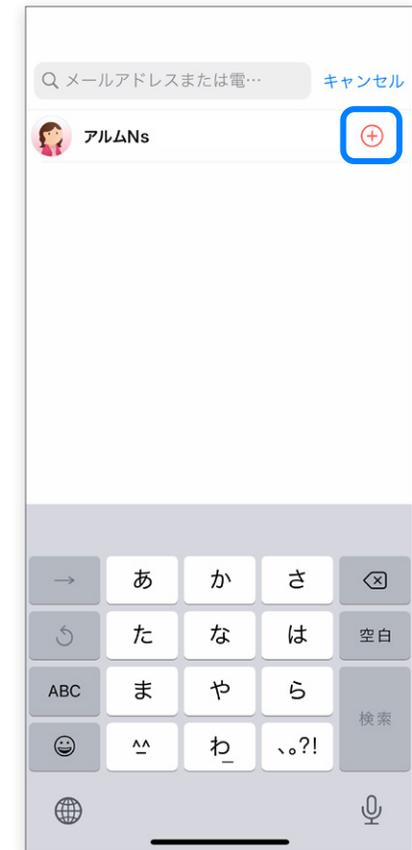 メールアドレスまたは電…
キャンセル
アルムNs
→ あ か さ
た な は 空白
ABC ま や ら
検索
^^ わ 、。?!